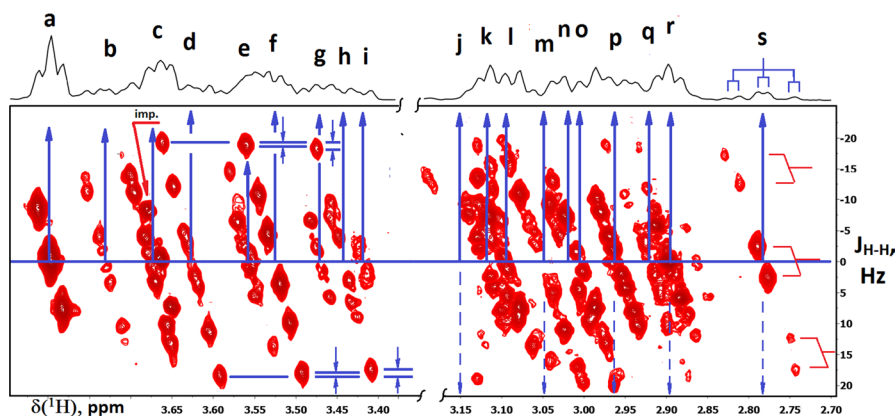 a b c d e f g h i j k l m n o p q r s
imp.
-20
-15
-10
-5
0
5
10
15
20
J H-H, Hz
δ(¹H), ppm 3.65 3.60 3.55 3.50 3.45 3.40 3.15 3.10 3.05 3.00 2.95 2.90 2.85 2.80 2.75 2.70